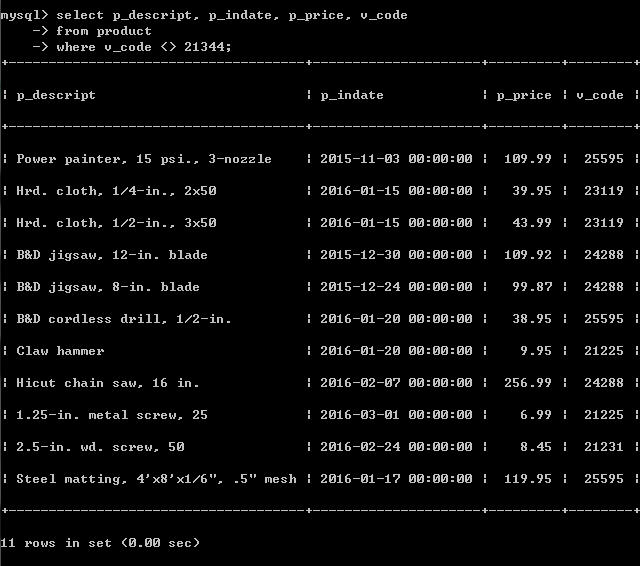 mysql> select p_descript, p_indate, p_price, v_code
    -> from product
    -> where v_code <> 21344;
+------------------------------------+---------------------+---------+--------+
| p_descript                         | p_indate            | p_price | v_code |
+------------------------------------+---------------------+---------+--------+
| Power painter, 15 psi., 3-nozzle   | 2015-11-03 00:00:00 |  109.99 |  25595 |
| Hrd. cloth, 1/4-in., 2x50          | 2016-01-15 00:00:00 |   39.95 |  23119 |
| Hrd. cloth, 1/2-in., 3x50          | 2016-01-15 00:00:00 |   43.99 |  23119 |
| B&D jigsaw, 12-in. blade           | 2015-12-30 00:00:00 |  109.92 |  24288 |
| B&D jigsaw, 8-in. blade            | 2015-12-24 00:00:00 |   99.87 |  24288 |
| B&D cordless drill, 1/2-in.        | 2016-01-20 00:00:00 |   38.95 |  25595 |
| Claw hammer                        | 2016-01-20 00:00:00 |    9.95 |  21225 |
| Hicut chain saw, 16 in.            | 2016-02-07 00:00:00 |  256.99 |  24288 |
| 1.25-in. metal screw, 25           | 2016-03-01 00:00:00 |    6.99 |  21225 |
| 2.5-in. wd. screw, 50              | 2016-02-24 00:00:00 |    8.45 |  21231 |
| Steel matting, 4'x8'x1/6", .5" mesh | 2016-01-17 00:00:00 |  119.95 |  25595 |
+------------------------------------+---------------------+---------+--------+
11 rows in set (0.00 sec)